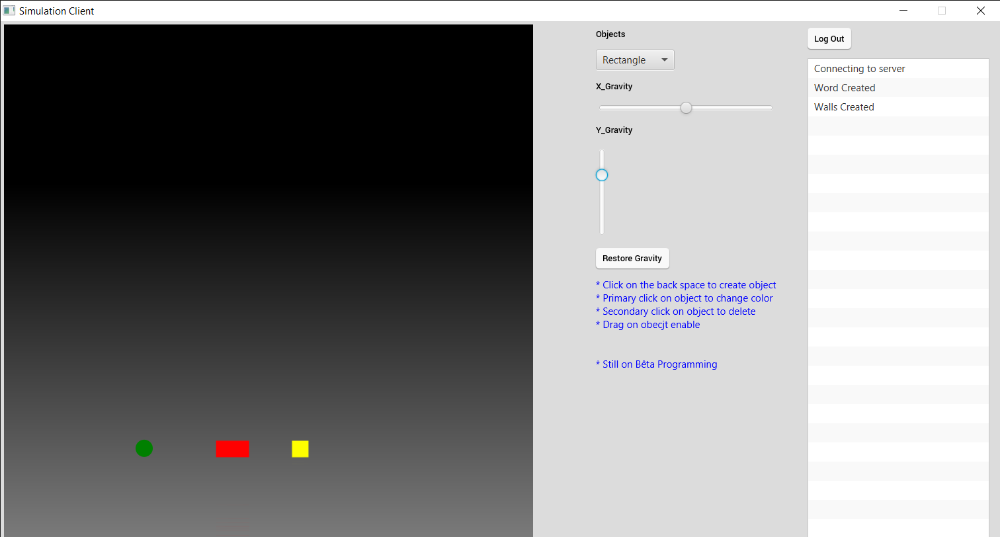 Simulation Client
Objects
Rectangle
X_Gravity
Y_Gravity
Restore Gravity
* Click on the back space to create object
* Primary click on object to change color
* Secondary click on object to delete
* Drag on obecjt enable
* Still on Bêta Programming
Log Out
Connecting to server
Word Created
Walls Created